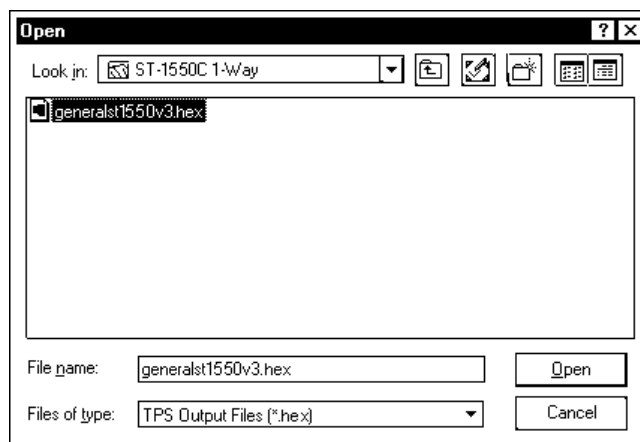 Open
Look in: ST-1550C 1-Way
generalst1550v3.hex
File name: generalst1550v3.hex Open
Files of type: TPS Output Files (*.hex) Cancel